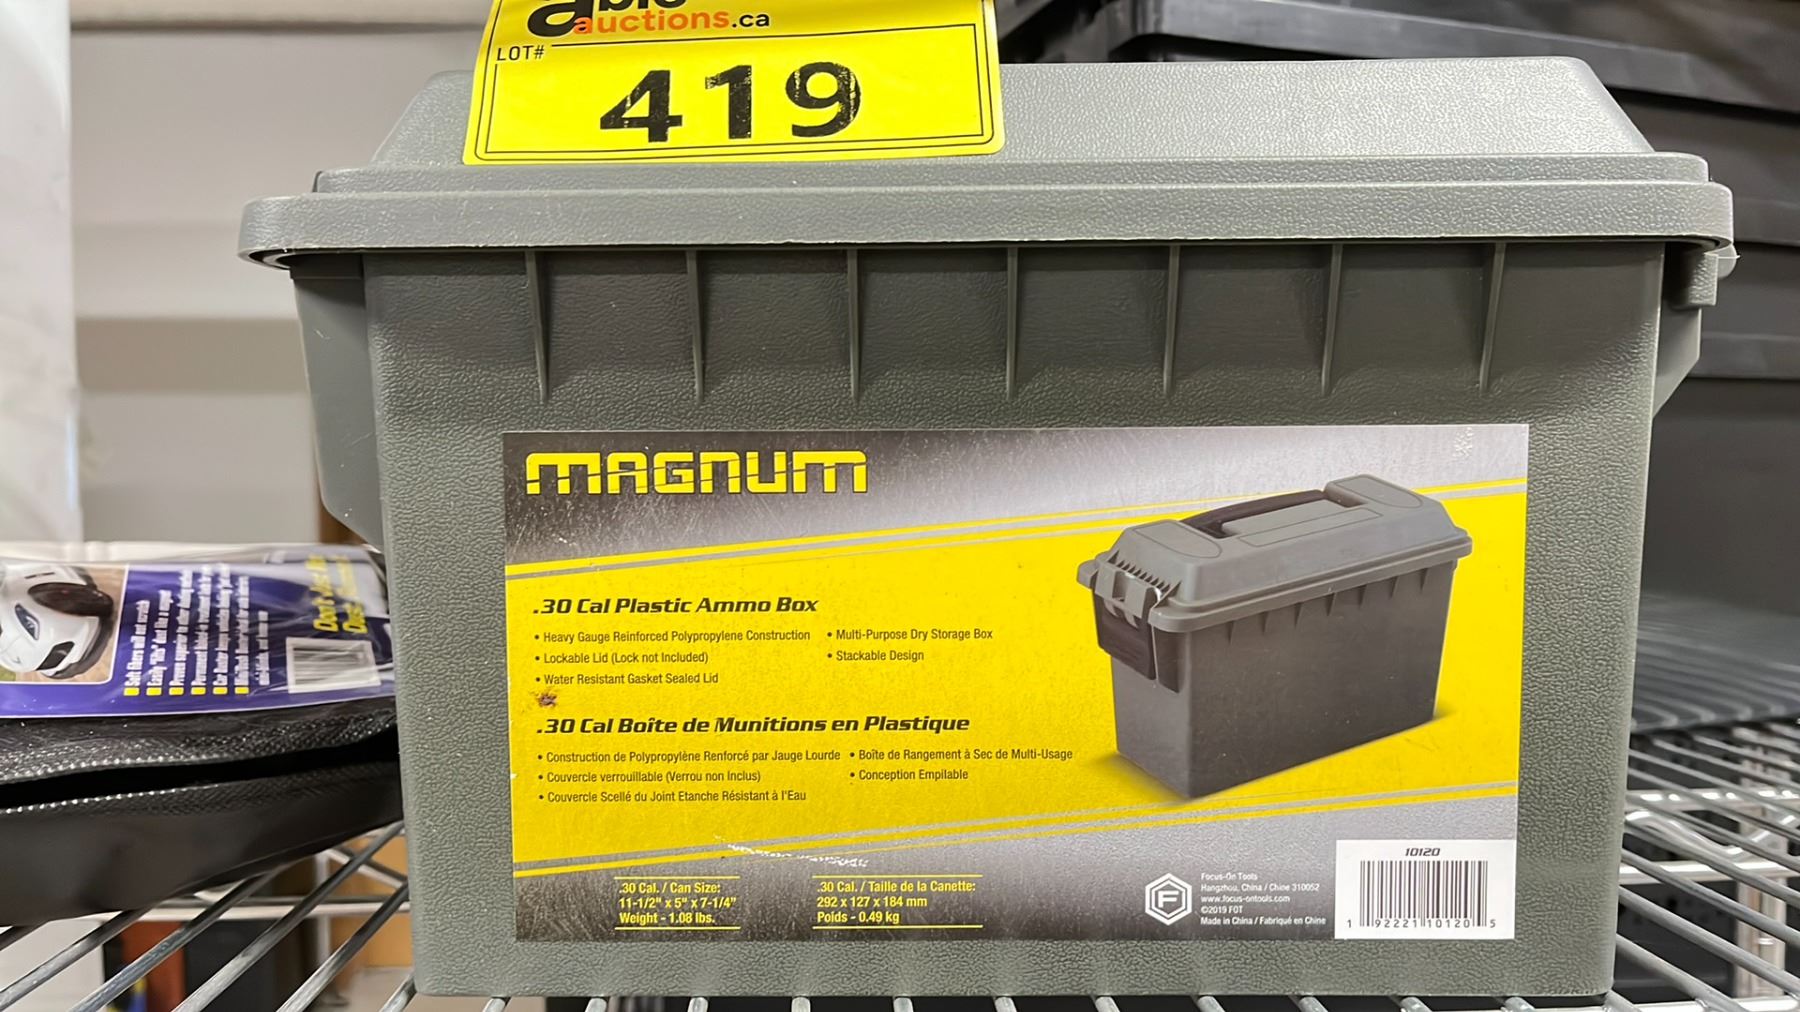 auctions.ca
LOT#
419
MAGNUM
.30 Cal Plastic Ammo Box
• Heavy Gauge Reinforced Polypropylene Construction
• Lockable Lid (Lock not Included)
• Water Resistant Gasket Sealed Lid
• Multi-Purpose Dry Storage Box
• Stackable Design
.30 Cal Boîte de Munitions en Plastique
• Construction de Polypropylène Renforcé par Jauge Lourde
• Couvercle verrouillable (Verrou non Inclus)
• Couvercle Scellé du Joint Etanche Résistant à l'Eau
• Boîte de Rangement à Sec de Multi-Usage
• Conception Empilable
.30 Cal. / Can Size:
11-1/2" x 5" x 7-1/4"
Weight - 1.08 lbs.
.30 Cal. / Taille de la Canette:
292 x 127 x 184 mm
Poids - 0.49 kg
F
Focus-On Tools
Hangzhou, China / Chine 310052
www.focus-ontools.com
©2019 FOT
Made in China / Fabriqué en Chine
10120
1 92221 10120 5